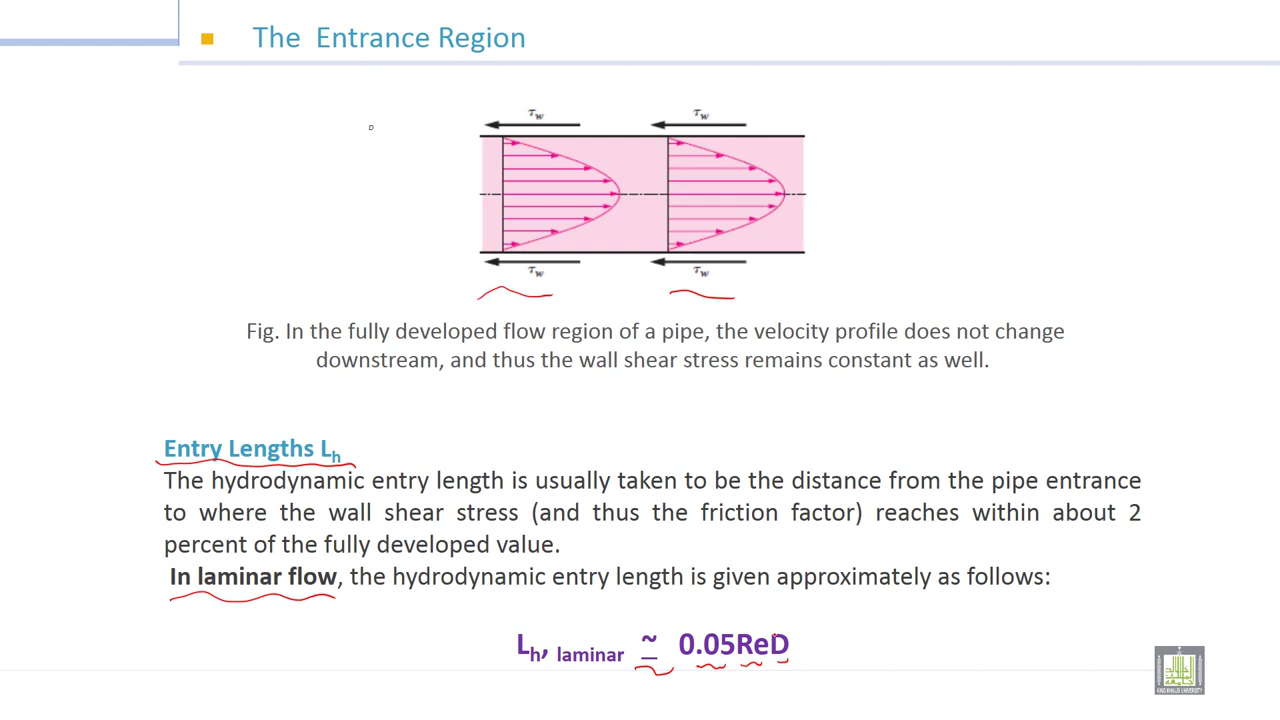 The Entrance Region
D
τw τw
τw τw
Fig. In the fully developed flow region of a pipe, the velocity profile does not change
downstream, and thus the wall shear stress remains constant as well.
Entry Lengths Lh
The hydrodynamic entry length is usually taken to be the distance from the pipe entrance
to where the wall shear stress (and thus the friction factor) reaches within about 2
percent of the fully developed value.
In laminar flow, the hydrodynamic entry length is given approximately as follows:
Lh, laminar ≃ 0.05ReD
KING KHALID UNIVERSITY